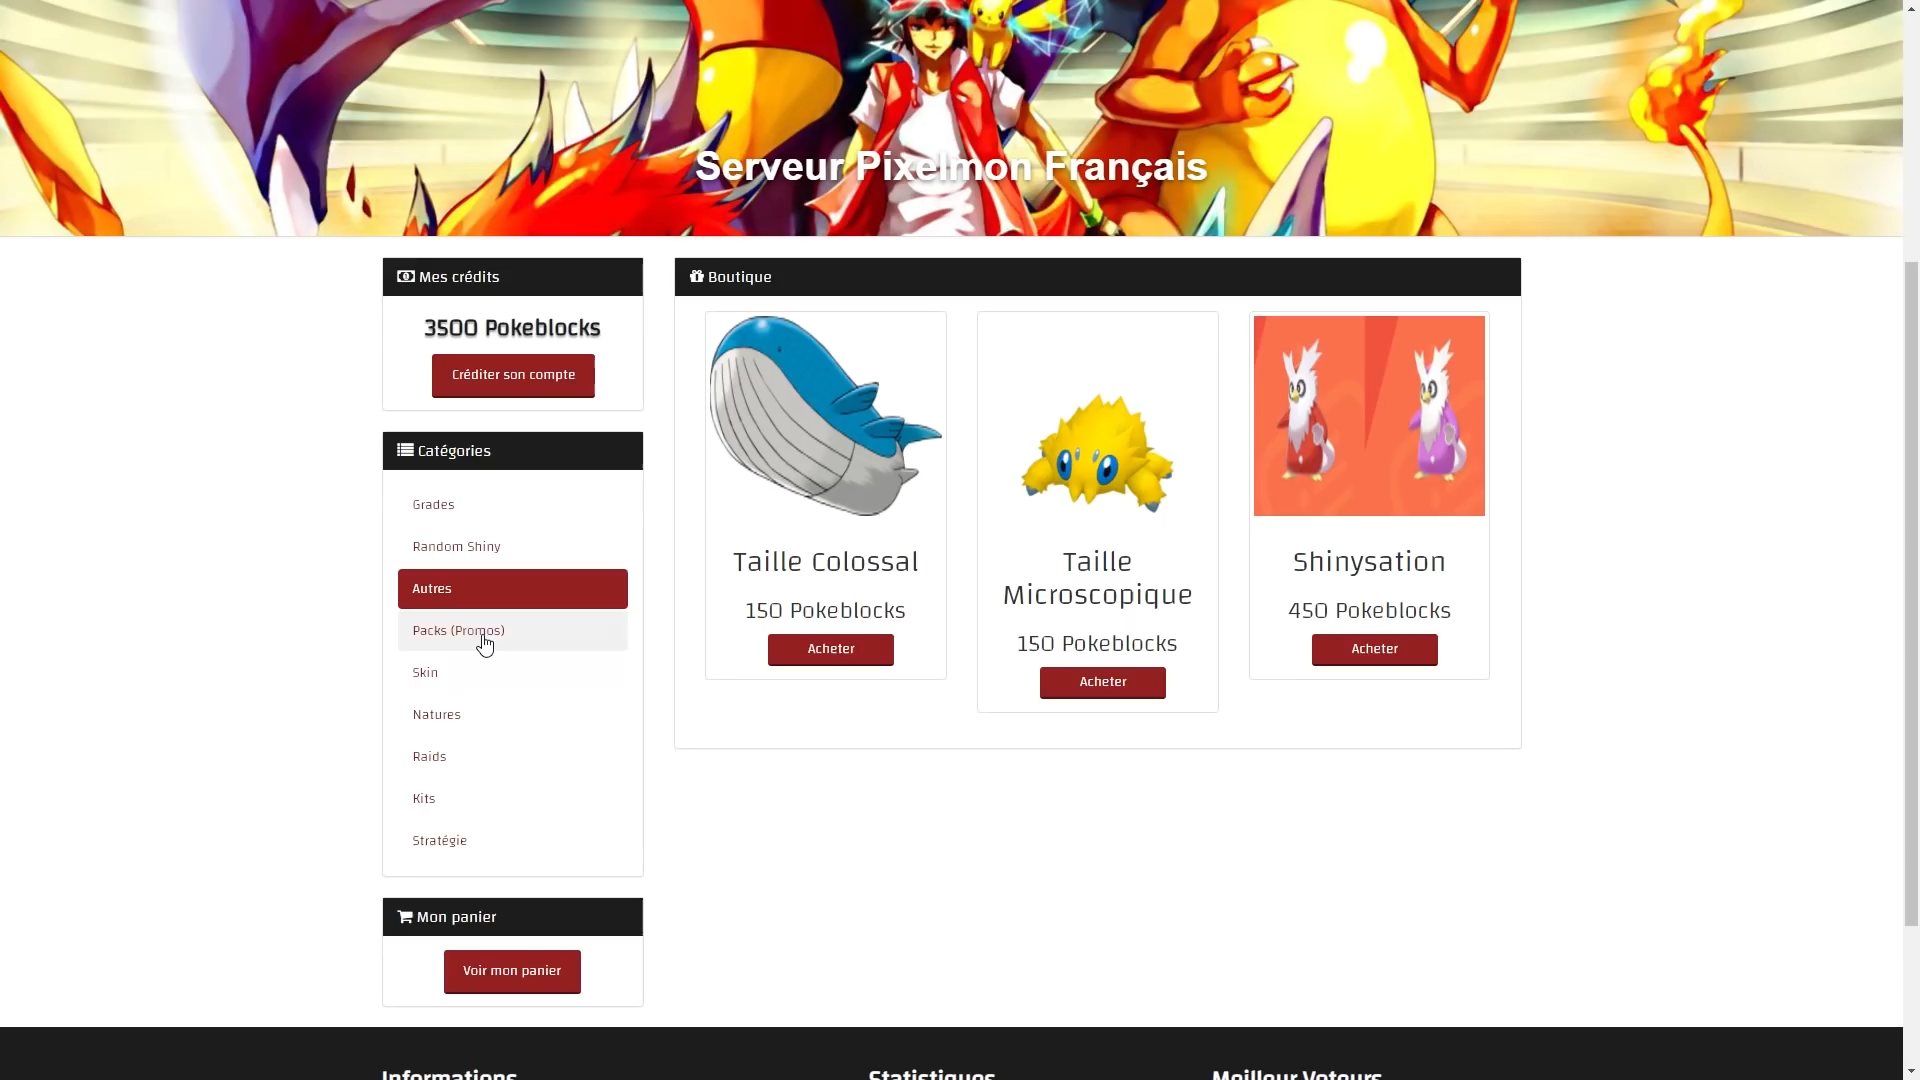 Serveur Pixelmon Français
Mes crédits
3500 Pokeblocks
Créditer son compte
Catégories
Grades
Random Shiny
Autres
Packs (Promos)
Skin
Natures
Raids
Kits
Stratégie
Mon panier
Voir mon panier
Boutique
Taille Colossal
150 Pokeblocks
Acheter
Taille
Microscopique
150 Pokeblocks
Acheter
Shinysation
450 Pokeblocks
Acheter
Informations
Statistiques
Meilleur Voteurs